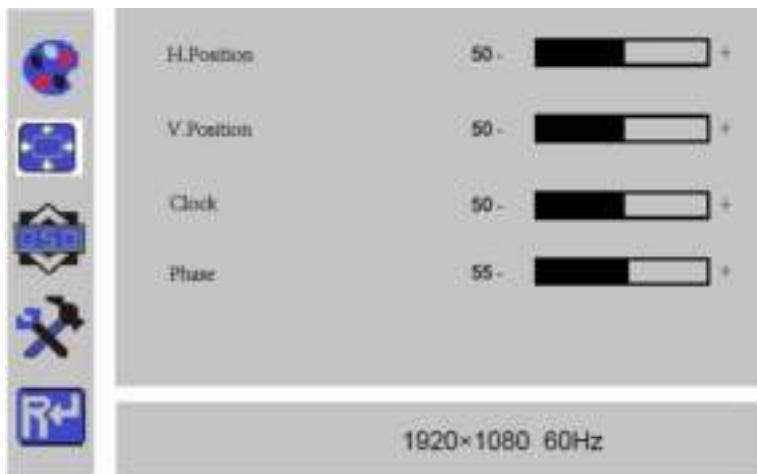 H.Position 50 - +
V.Position 50 - +
Clock 50 - +
Phase 55 - +
OSD
R
1920×1080 60Hz